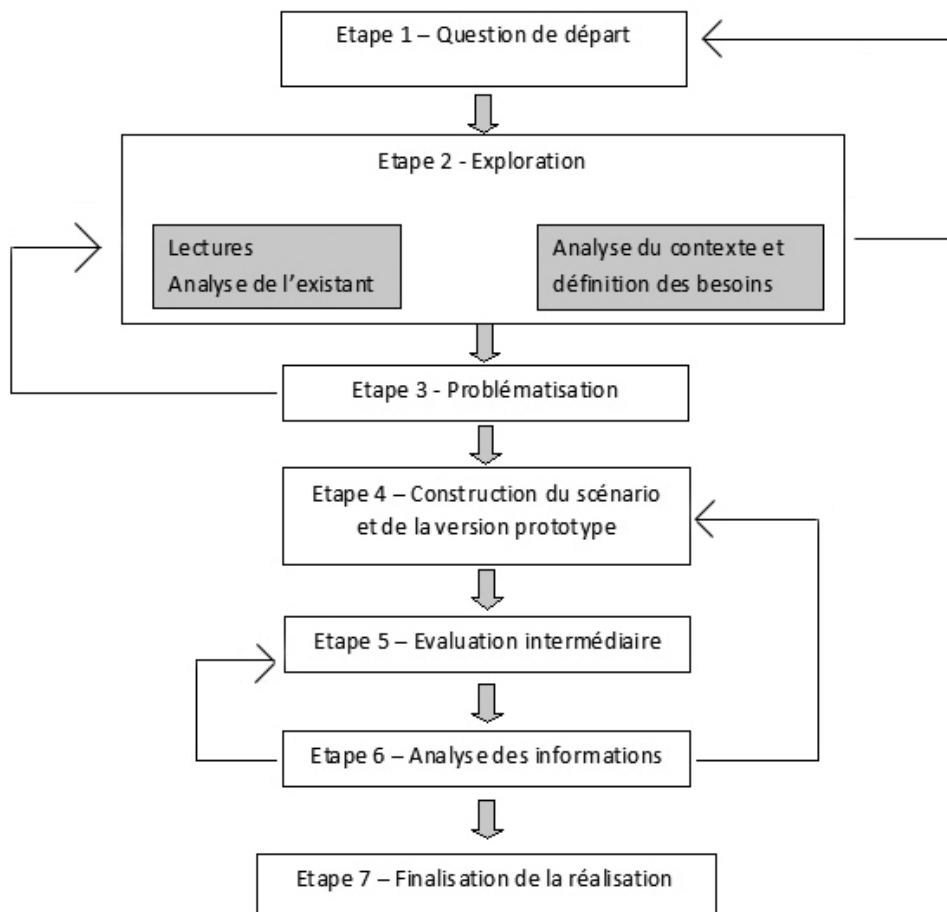 Etape 1 – Question de départ
Etape 2 - Exploration
Lectures
Analyse de l'existant
Analyse du contexte et
définition des besoins
Etape 3 - Problématisation
Etape 4 – Construction du scénario
et de la version prototype
Etape 5 – Evaluation intermédiaire
Etape 6 – Analyse des informations
Etape 7 – Finalisation de la réalisation